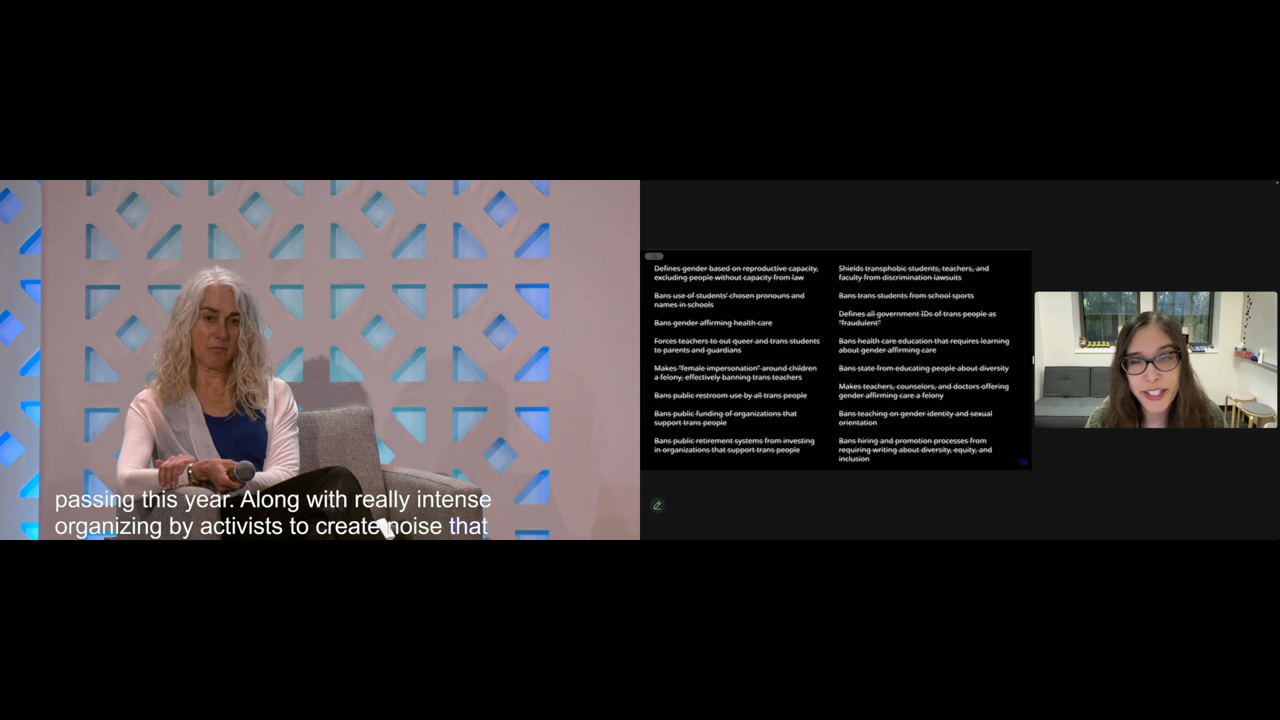 passing this year. Along with really intense
organizing by activists to create noise that
Defines gender based on reproductive capacity,
excluding people without capacity from law
Bans use of students' chosen pronouns and
names in schools
Bans gender affirming health care
Forces teachers to out queer and trans students
to parents and guardians
Makes "female impersonation" around children
a felony, effectively banning trans teachers
Bans public restroom use by all trans people
Bans public funding of organizations that
support trans people
Bans public retirement systems from investing
in organizations that support trans people
Shields transphobic students, teachers, and
faculty from discrimination lawsuits
Bans trans students from school sports
Defines all government IDs of trans people as
"fraudulent"
Bans health care education that requires learning
about gender affirming care
Bans state from educating people about diversity
Makes teachers, counselors, and doctors offering
gender affirming care a felony
Bans teaching on gender identity and sexual
orientation
Bans hiring and promotion processes from
requiring writing about diversity, equity, and
inclusion